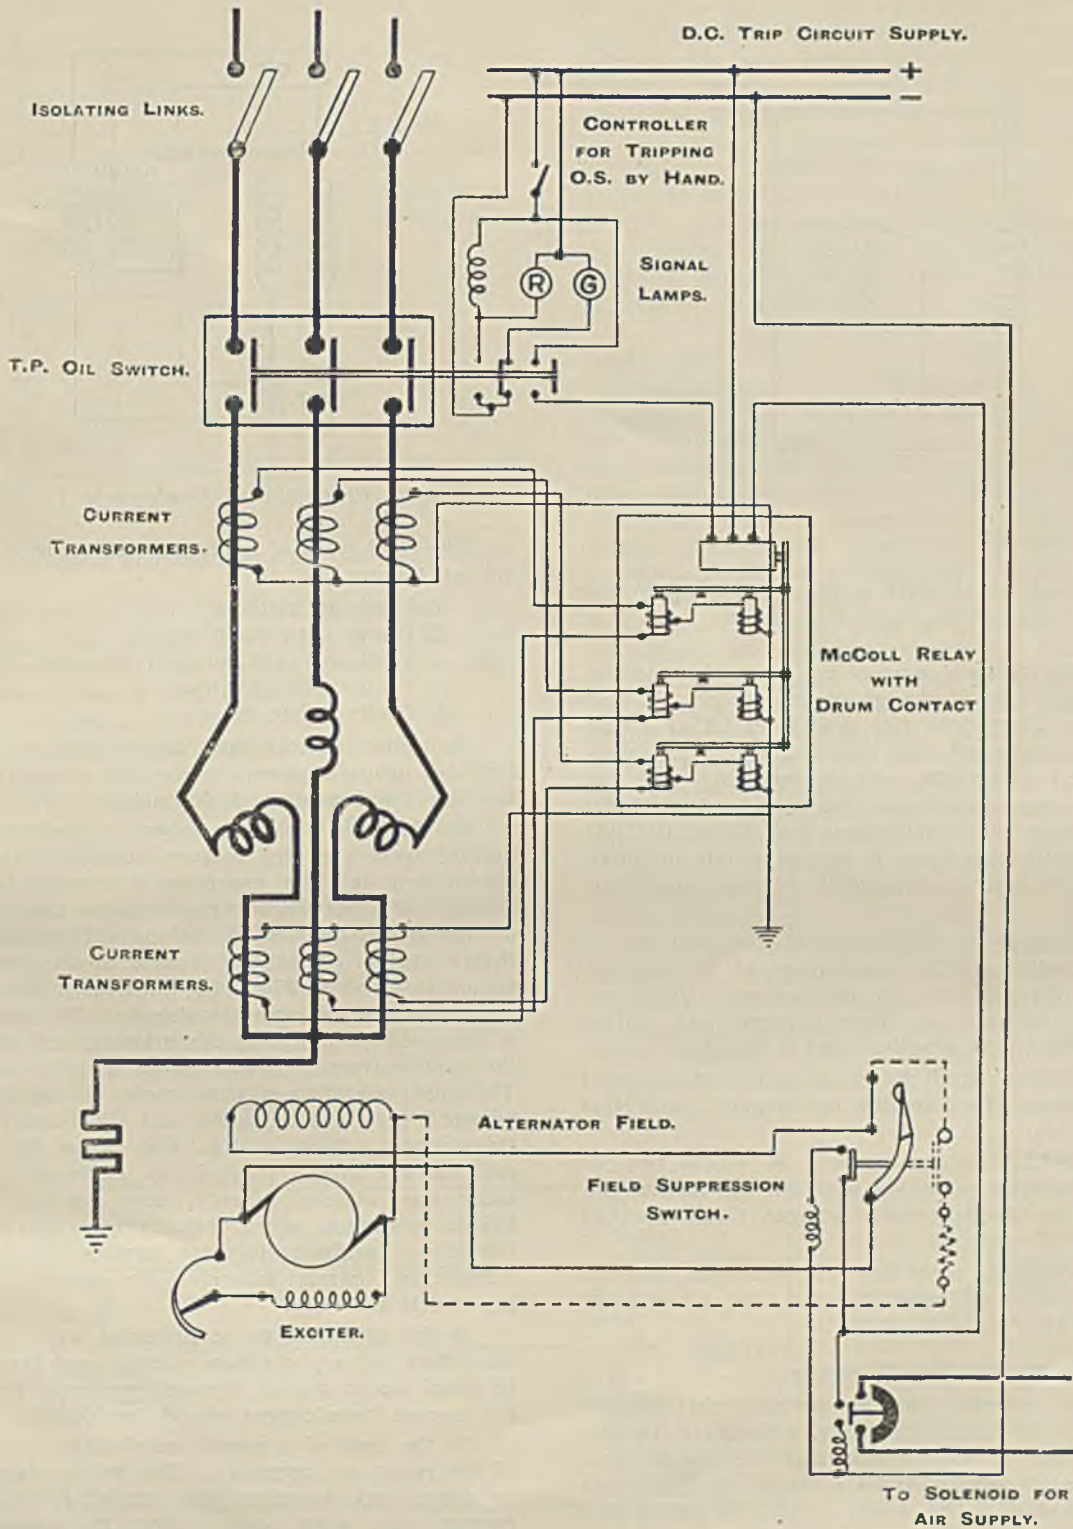 D.C. TRIP CIRCUIT SUPPLY.
+
−
ISOLATING LINKS.
CONTROLLER
FOR TRIPPING
O.S. BY HAND.
SIGNAL
LAMPS.
R
G
T.P. OIL SWITCH.
CURRENT
TRANSFORMERS.
MCCOLL RELAY
WITH
DRUM CONTACT
CURRENT
TRANSFORMERS.
ALTERNATOR FIELD.
FIELD SUPPRESSION
SWITCH.
EXCITER.
TO SOLENOID FOR
AIR SUPPLY.